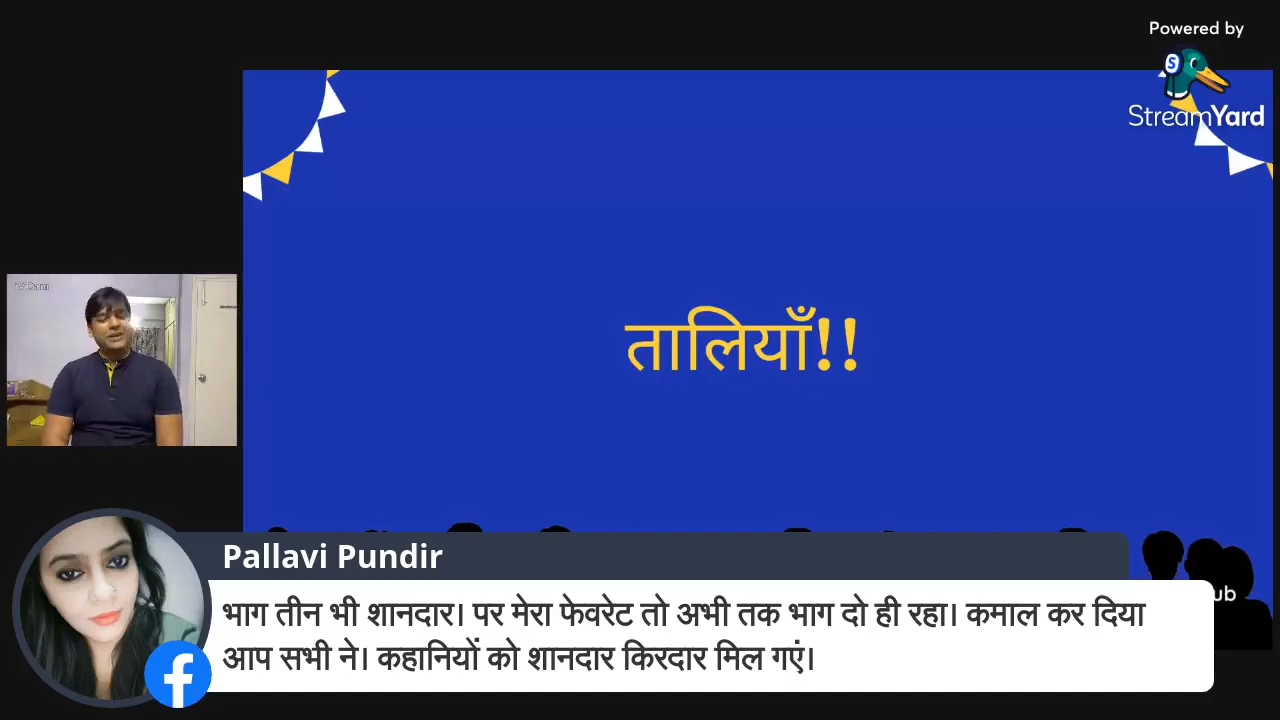 Powered by
StreamYard
तालियाँ!!
Pallavi Pundir
ub
भाग तीन भी शानदार। पर मेरा फेवरेट तो अभी तक भाग दो ही रहा। कमाल कर दिया
आप सभी ने। कहानियों को शानदार किरदार मिल गएं।